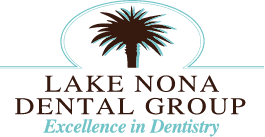 LAKE NONA
DENTAL GROUP
Excellence in Dentistry